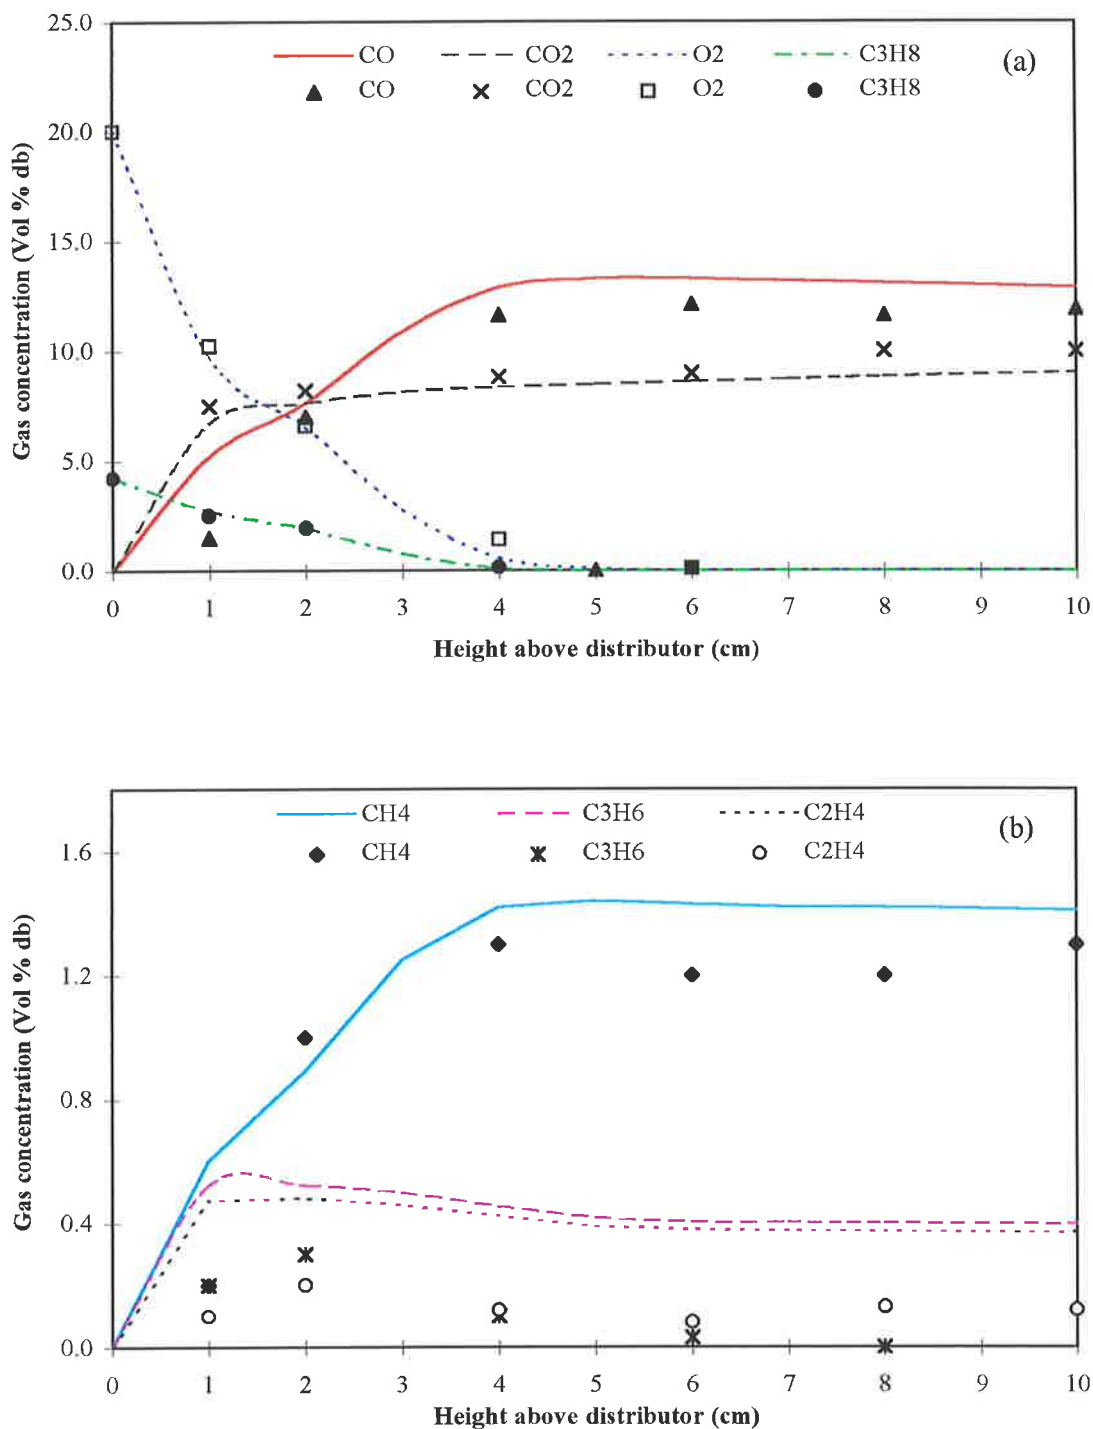 25.0
CO CO2 O2 C3H8 (a)
CO CO2 O2 C3H8
20.0
15.0
10.0
5.0
0.0
Gas concentration (Vol % db)
0 1 2 3 4 5 6 7 8 9 10
Height above distributor (cm)
CH4 C3H6 C2H4 (b)
CH4 C3H6 C2H4
1.6
1.2
0.8
0.4
0.0
Gas concentration (Vol % db)
0 1 2 3 4 5 6 7 8 9 10
Height above distributor (cm)